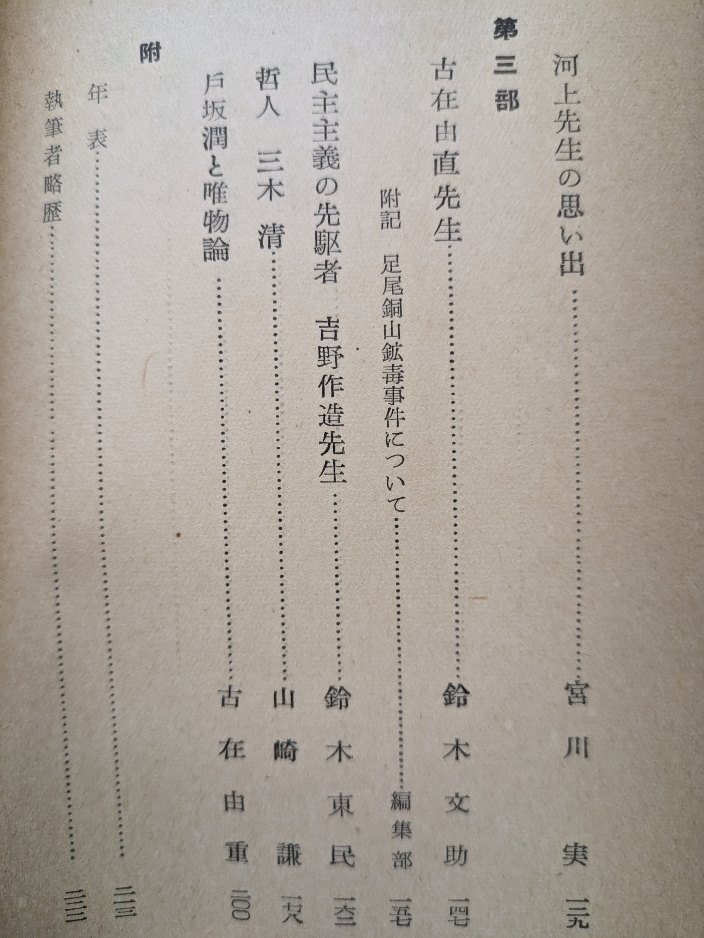 河上先生の思い出……宮川 実 一三九
第三部
古在由直先生……鈴木文助 一四七
附記 足尾銅山鉱毒事件について……編集部 一五七
民主主義の先駆者 吉野作造先生……鈴木東民 一六二
哲人 三木 清……山崎 謙 一七八
戸坂潤と唯物論……古在由重 二〇〇
附
年表……二一三
執筆者略歴……二二二